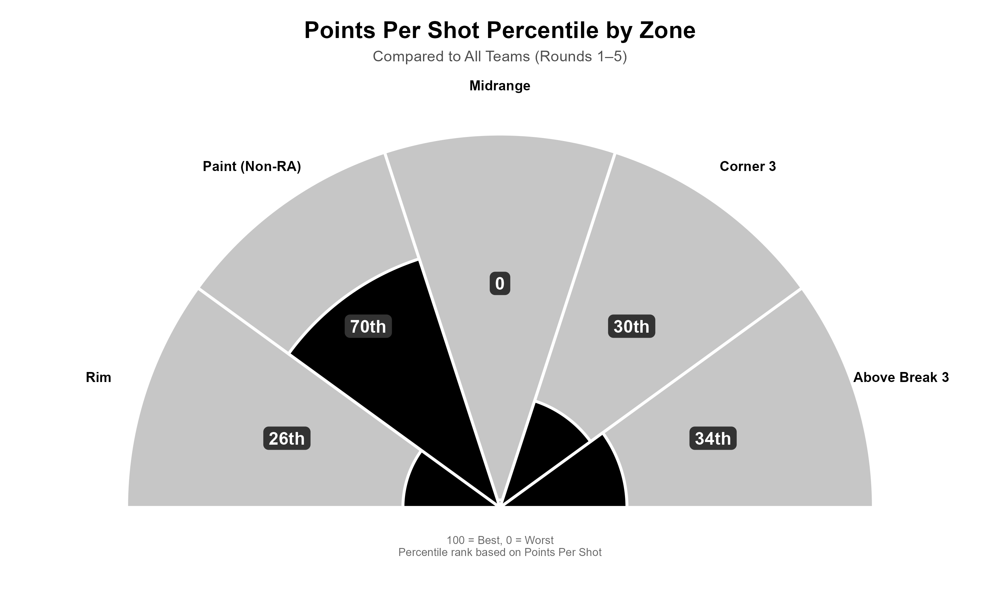 Points Per Shot Percentile by Zone
Compared to All Teams (Rounds 1–5)
Midrange
Paint (Non-RA)
Corner 3
0
70th
30th
Rim
Above Break 3
26th
34th
100 = Best, 0 = Worst
Percentile rank based on Points Per Shot